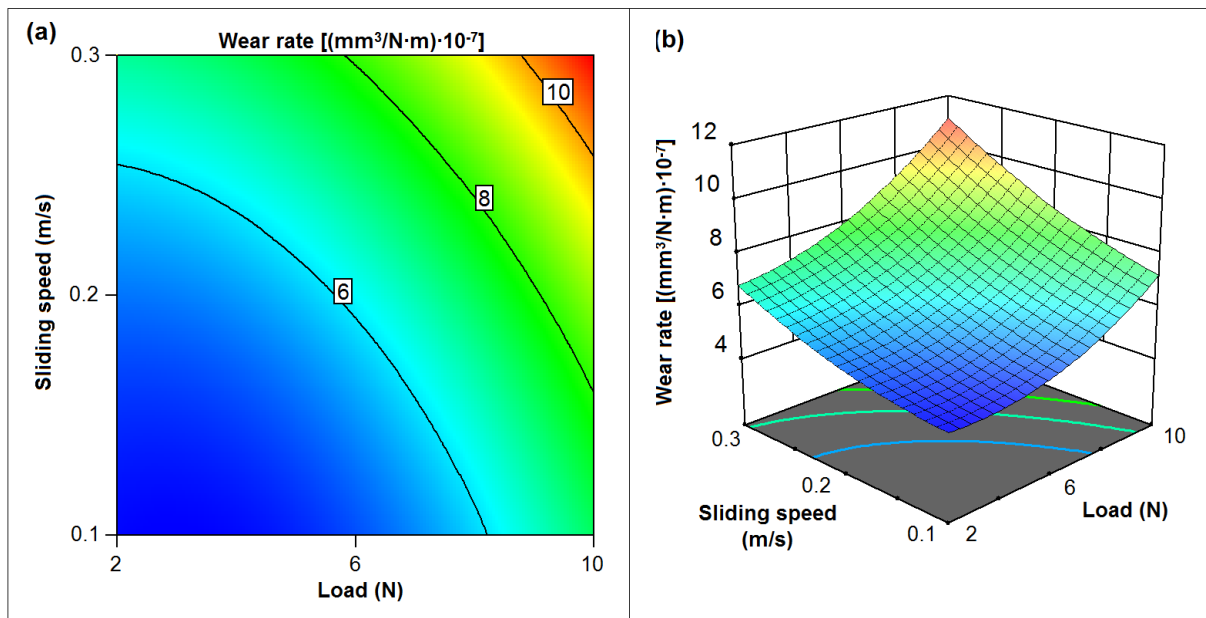 (a)
Wear rate [(mm³/N·m)·10⁻⁷]
0.3
0.2
0.1
Sliding speed (m/s)
10
8
6
2
6
10
Load (N)
(b)
Wear rate [(mm³/N·m)·10⁻⁷]
12
10
8
6
4
0.3
0.2
0.1
Sliding speed
(m/s)
2
6
10
Load (N)